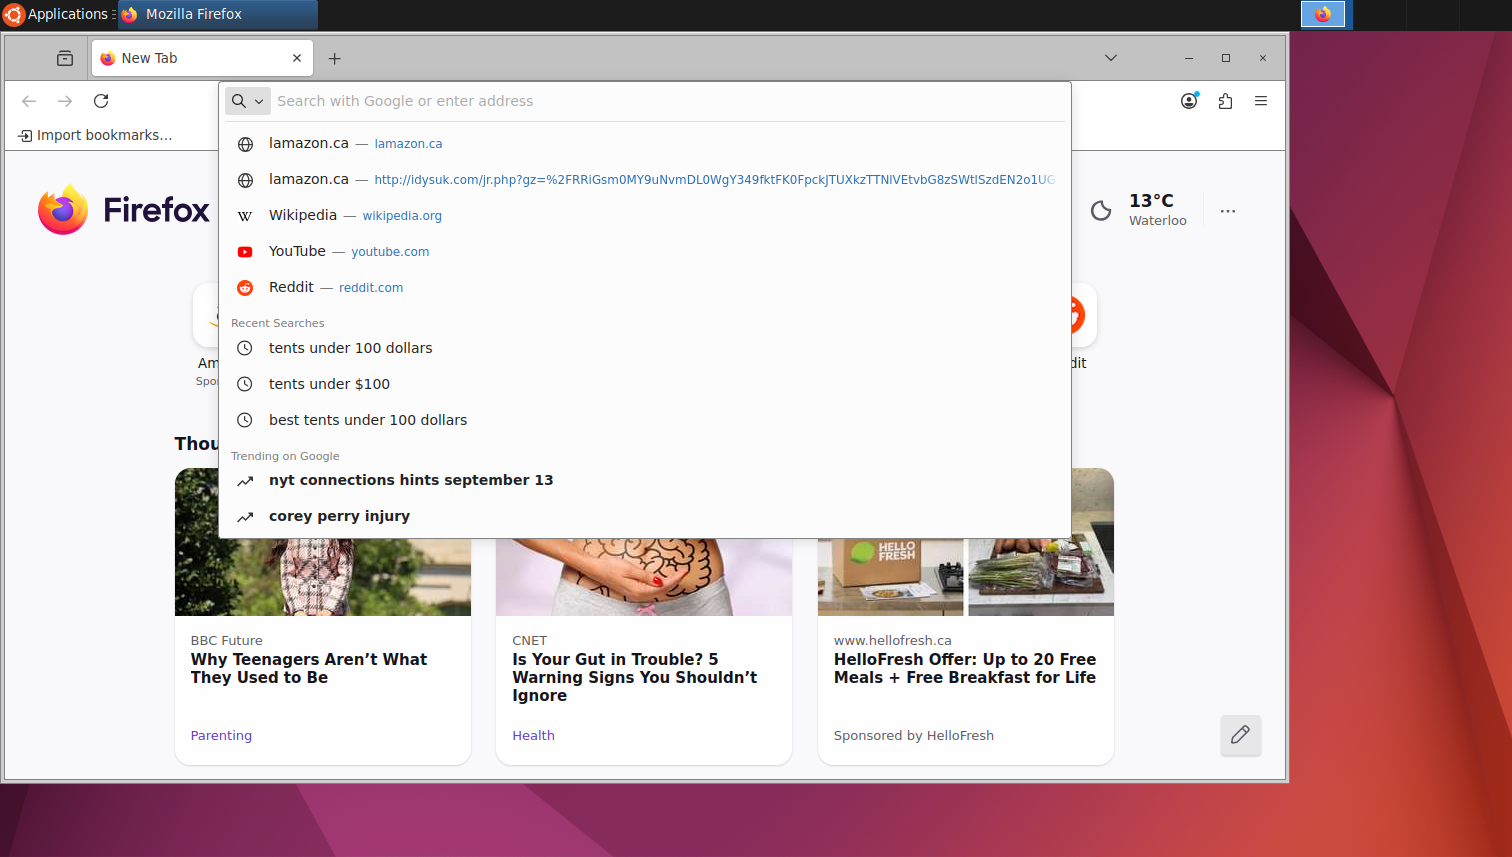 Applications
Mozilla Firefox
New Tab
Search with Google or enter address
Import bookmarks...
lamazon.ca — lamazon.ca
lamazon.ca — http://idysuk.com/jr.php?gz=%2FRRiGsm0MY9uNvmDL0WgY349fktFK0FpckJTUXkzTTNlVEtvbG8zSWtlSzdEN2o1UG
Wikipedia — wikipedia.org
YouTube — youtube.com
Reddit — reddit.com
Firefox
13°C
Waterloo
Recent Searches
tents under 100 dollars
tents under $100
best tents under 100 dollars
Am
Spo
dit
Trending on Google
nyt connections hints september 13
corey perry injury
Thou
HELLO
FRESH
BBC Future
Why Teenagers Aren’t What
They Used to Be
Parenting
CNET
Is Your Gut in Trouble? 5
Warning Signs You Shouldn’t
Ignore
Health
www.hellofresh.ca
HelloFresh Offer: Up to 20 Free
Meals + Free Breakfast for Life
Sponsored by HelloFresh